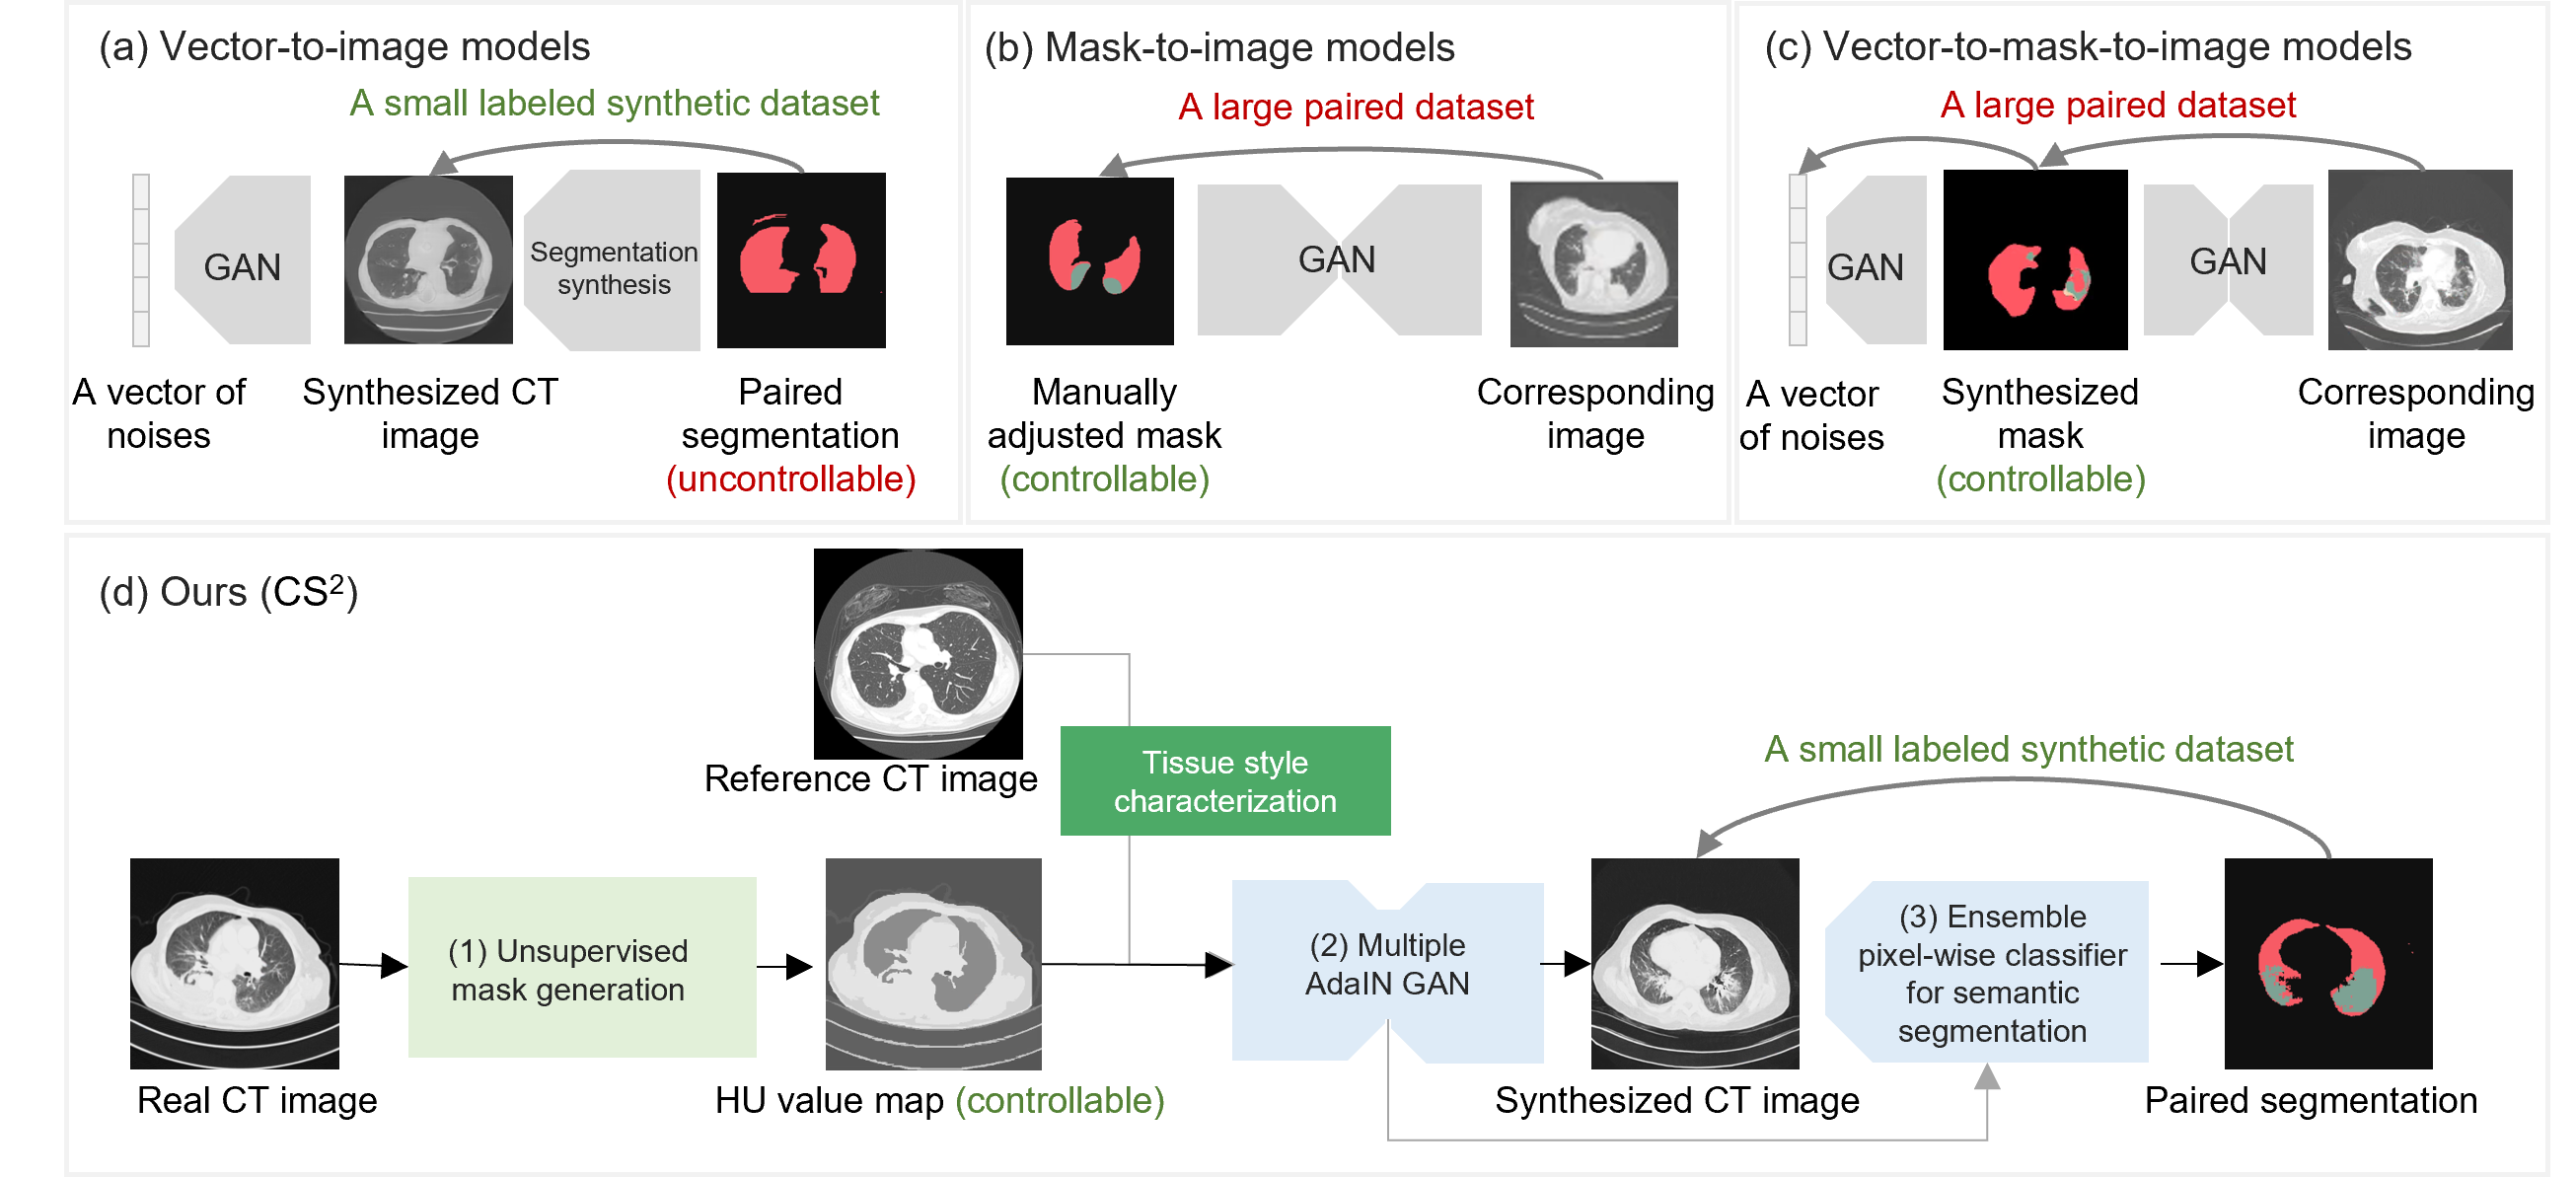 (a) Vector-to-image models
A small labeled synthetic dataset
GAN
Segmentation
synthesis
A vector of
noises
Synthesized CT
image
Paired
segmentation
(uncontrollable)
(b) Mask-to-image models
A large paired dataset
GAN
Manually
adjusted mask
(controllable)
Corresponding
image
(c) Vector-to-mask-to-image models
A large paired dataset
GAN
GAN
A vector
of noises
Synthesized
mask
(controllable)
Corresponding
image
(d) Ours (CS²)
Reference CT image
Tissue style
characterization
A small labeled synthetic dataset
(1) Unsupervised
mask generation
(2) Multiple
AdaIN GAN
(3) Ensemble
pixel-wise classifier
for semantic
segmentation
Real CT image
HU value map (controllable)
Synthesized CT image
Paired segmentation